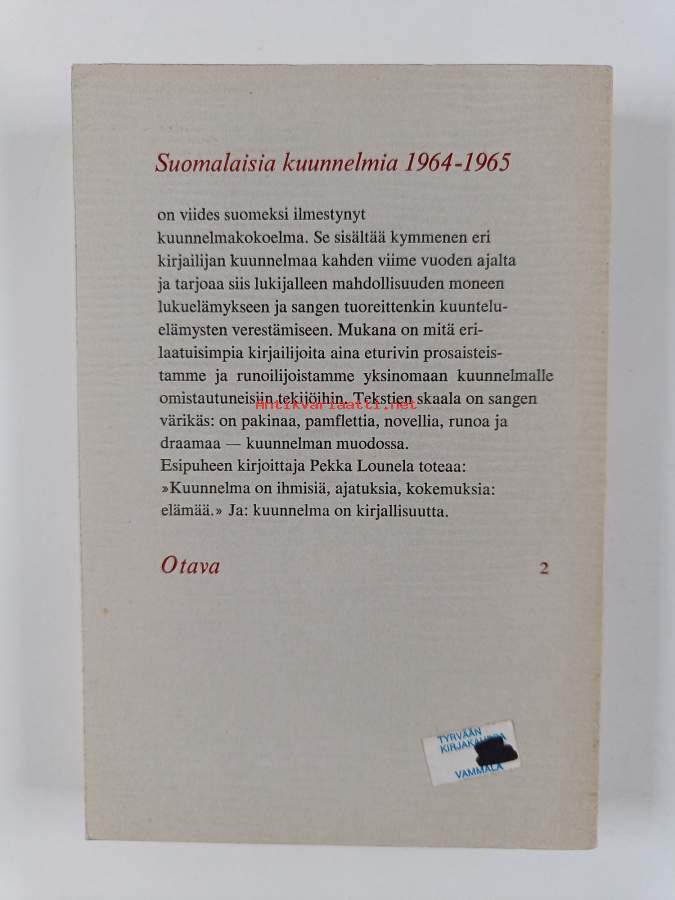 Suomalaisia kuunnelmia 1964-1965
on viides suomeksi ilmestynyt
kuunnelmakokoelma. Se sisältää kymmenen eri
kirjailijan kuunnelmaa kahden viime vuoden ajalta
ja tarjoaa siis lukijalleen mahdollisuuden moneen
lukuelämykseen ja sangen tuoreittenkin kuuntelu-
elämysten verestämiseen. Mukana on mitä eri-
laatuisimpia kirjailijoita aina eturivin prosaisteis-
tamme ja runoilijoistamme yksinomaan kuunnelmalle
omistautuneisiin tekijöihin. Tekstien skaala on sangen
Antikvariaatti.net
värikäs: on pakinaa, pamflettia, novellia, runoa ja
draamaa — kuunnelman muodossa.
Esipuheen kirjoittaja Pekka Lounela toteaa:
»Kuunnelma on ihmisiä, ajatuksia, kokemuksia:
elämää.» Ja: kuunnelma on kirjallisuutta.
Otava 2
TYRVÄÄN
VAMMALA